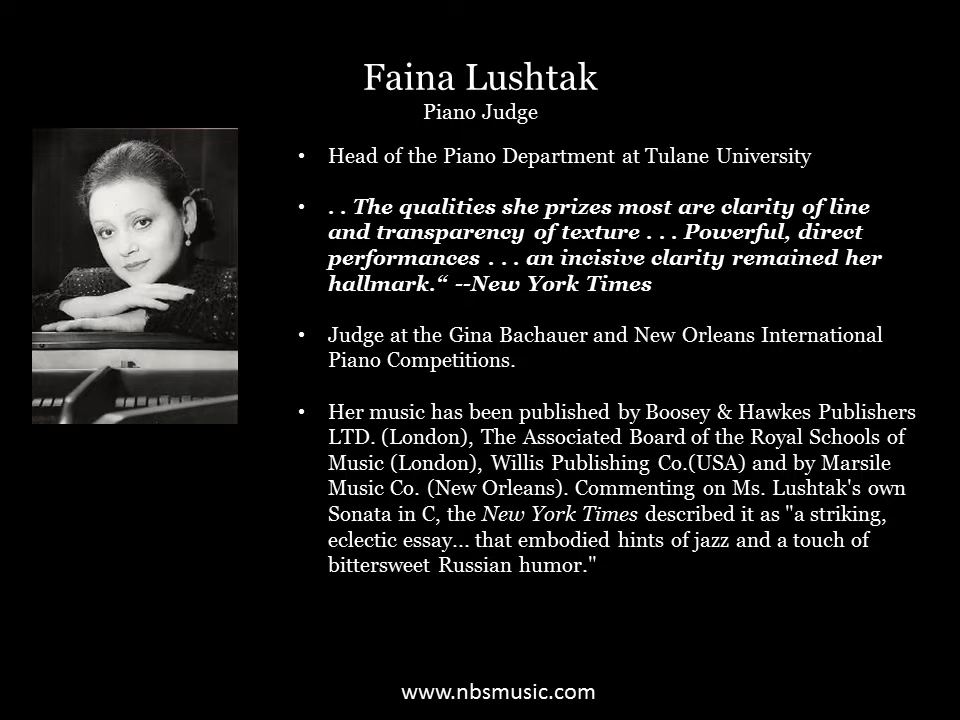 Faina Lushtak
Piano Judge
• Head of the Piano Department at Tulane University
• . . The qualities she prizes most are clarity of line
and transparency of texture . . . Powerful, direct
performances . . . an incisive clarity remained her
hallmark.“ --New York Times
• Judge at the Gina Bachauer and New Orleans International
Piano Competitions.
• Her music has been published by Boosey & Hawkes Publishers
LTD. (London), The Associated Board of the Royal Schools of
Music (London), Willis Publishing Co.(USA) and by Marsile
Music Co. (New Orleans). Commenting on Ms. Lushtak's own
Sonata in C, the New York Times described it as "a striking,
eclectic essay... that embodied hints of jazz and a touch of
bittersweet Russian humor."
www.nbsmusic.com